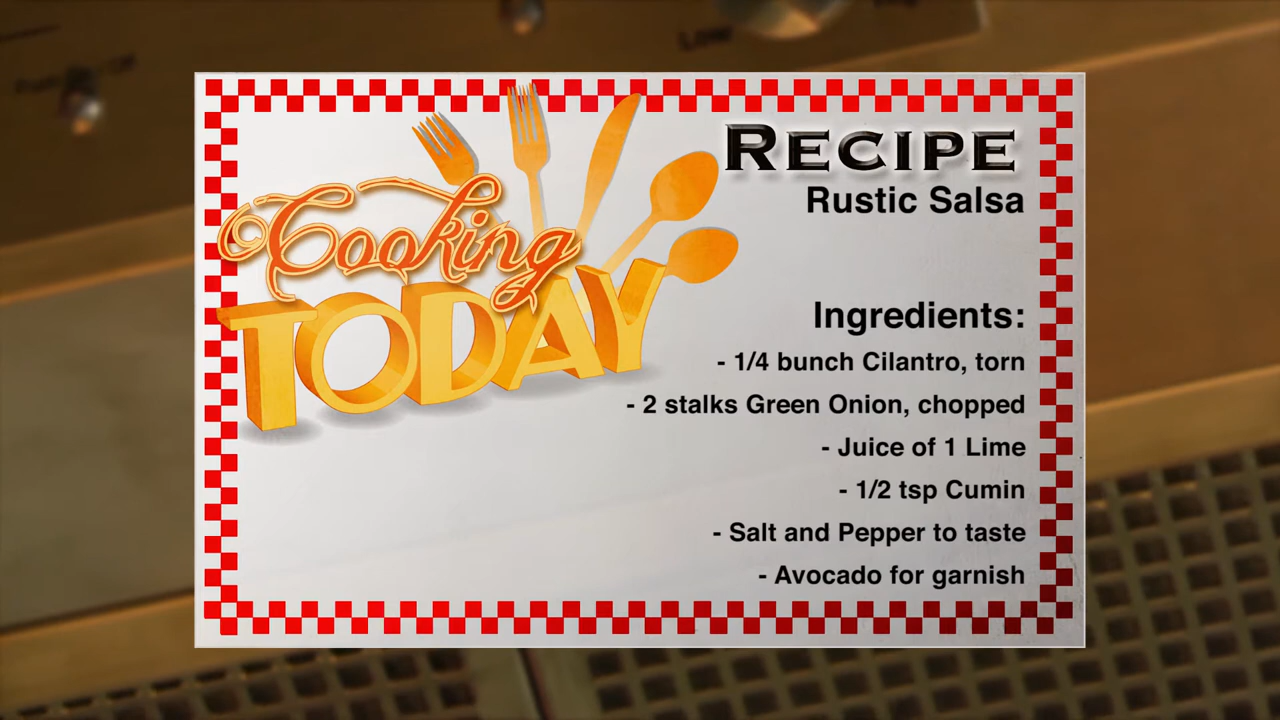 Cooking
TODAY
RECIPE
Rustic Salsa
Ingredients:
- 1/4 bunch Cilantro, torn
- 2 stalks Green Onion, chopped
- Juice of 1 Lime
- 1/2 tsp Cumin
- Salt and Pepper to taste
- Avocado for garnish